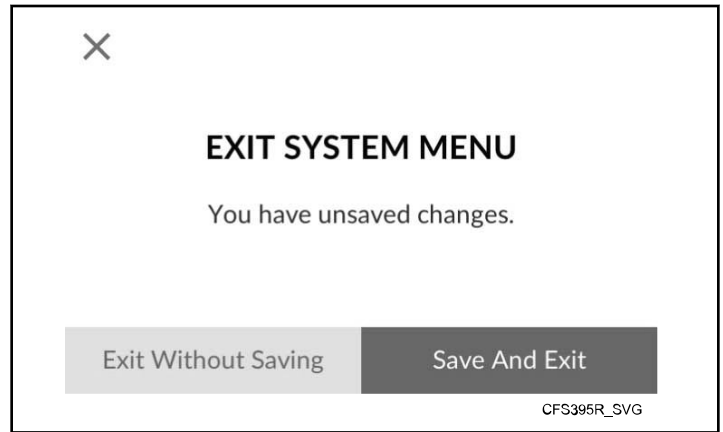 EXIT SYSTEM MENU
You have unsaved changes.
Exit Without Saving
Save And Exit
CFS395R_SVG